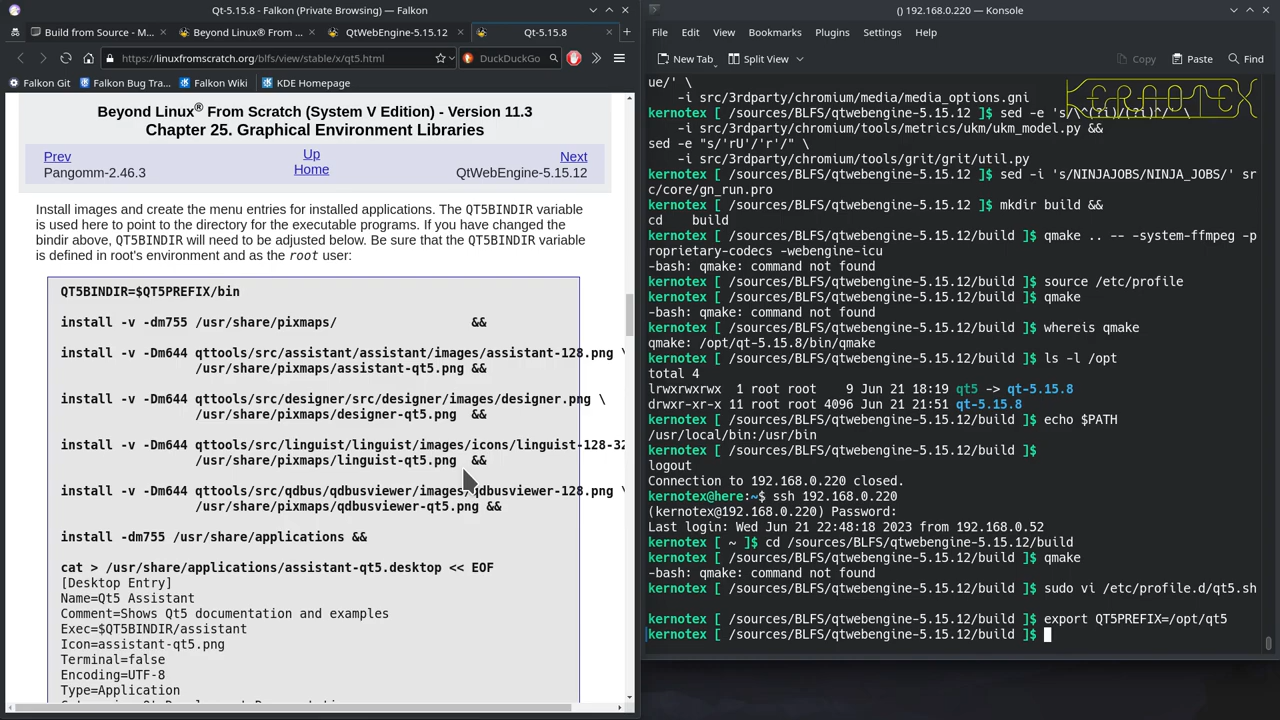 Qt-5.15.8 - Falkon (Private Browsing) — Falkon
Build from Source - M...
Beyond Linux® From ...
QtWebEngine-5.15.12
Qt-5.15.8
https://linuxfromscratch.org/blfs/view/stable/x/qt5.html
DuckDuckGo
Falkon Git
Falkon Bug Tra...
Falkon Wiki
KDE Homepage
Beyond Linux® From Scratch (System V Edition) - Version 11.3
Chapter 25. Graphical Environment Libraries
Prev
Up
Next
Pangomm-2.46.3
Home
QtWebEngine-5.15.12
Install images and create the menu entries for installed applications. The QT5BINDIR variable
is used here to point to the directory for the executable programs. If you have changed the
bindir above, QT5BINDIR will need to be adjusted below. Be sure that the QT5BINDIR variable
is defined in root's environment and as the root user:
QT5BINDIR=$QT5PREFIX/bin
install -v -dm755 /usr/share/pixmaps/ &&
install -v -Dm644 qttools/src/assistant/assistant/images/assistant-128.png \
/usr/share/pixmaps/assistant-qt5.png &&
install -v -Dm644 qttools/src/designer/src/designer/images/designer.png \
/usr/share/pixmaps/designer-qt5.png &&
install -v -Dm644 qttools/src/linguist/linguist/images/icons/linguist-128-32
/usr/share/pixmaps/linguist-qt5.png &&
install -v -Dm644 qttools/src/qdbus/qdbusviewer/images/qdbusviewer-128.png \
/usr/share/pixmaps/qdbusviewer-qt5.png &&
install -dm755 /usr/share/applications &&
cat > /usr/share/applications/assistant-qt5.desktop << EOF
[Desktop Entry]
Name=Qt5 Assistant
Comment=Shows Qt5 documentation and examples
Exec=$QT5BINDIR/assistant
Icon=assistant-qt5.png
Terminal=false
Encoding=UTF-8
Type=Application
() 192.168.0.220 — Konsole
File Edit View Bookmarks Plugins Settings Help
New Tab
Split View
Copy
Paste
Find
KERNOTEX
ue/' \
-i src/3rdparty/chromium/media/media_options.gni
kernotex [ /sources/BLFS/qtwebengine-5.15.12 ]$ sed -e 's/\^(?i)/(?i)^/' \
-i src/3rdparty/chromium/tools/metrics/ukm/ukm_model.py &&
sed -e "s/'rU'/'r'/" \
-i src/3rdparty/chromium/tools/grit/grit/util.py
kernotex [ /sources/BLFS/qtwebengine-5.15.12 ]$ sed -i 's/NINJAJOBS/NINJA_JOBS/' sr
c/core/gn_run.pro
kernotex [ /sources/BLFS/qtwebengine-5.15.12 ]$ mkdir build &&
cd build
kernotex [ /sources/BLFS/qtwebengine-5.15.12/build ]$ qmake .. -- -system-ffmpeg -p
roprietary-codecs -webengine-icu
-bash: qmake: command not found
kernotex [ /sources/BLFS/qtwebengine-5.15.12/build ]$ source /etc/profile
kernotex [ /sources/BLFS/qtwebengine-5.15.12/build ]$ qmake
-bash: qmake: command not found
kernotex [ /sources/BLFS/qtwebengine-5.15.12/build ]$ whereis qmake
qmake: /opt/qt-5.15.8/bin/qmake
kernotex [ /sources/BLFS/qtwebengine-5.15.12/build ]$ ls -l /opt
total 4
lrwxrwxrwx 1 root root 9 Jun 21 18:19 qt5 -> qt-5.15.8
drwxr-xr-x 11 root root 4096 Jun 21 21:51 qt-5.15.8
kernotex [ /sources/BLFS/qtwebengine-5.15.12/build ]$ echo $PATH
/usr/local/bin:/usr/bin
kernotex [ /sources/BLFS/qtwebengine-5.15.12/build ]$
logout
Connection to 192.168.0.220 closed.
kernotex@here:~$ ssh 192.168.0.220
(kernotex@192.168.0.220) Password:
Last login: Wed Jun 21 22:48:18 2023 from 192.168.0.52
kernotex [ ~ ]$ cd /sources/BLFS/qtwebengine-5.15.12/build
kernotex [ /sources/BLFS/qtwebengine-5.15.12/build ]$ qmake
-bash: qmake: command not found
kernotex [ /sources/BLFS/qtwebengine-5.15.12/build ]$ sudo vi /etc/profile.d/qt5.sh
kernotex [ /sources/BLFS/qtwebengine-5.15.12/build ]$ export QT5PREFIX=/opt/qt5
kernotex [ /sources/BLFS/qtwebengine-5.15.12/build ]$